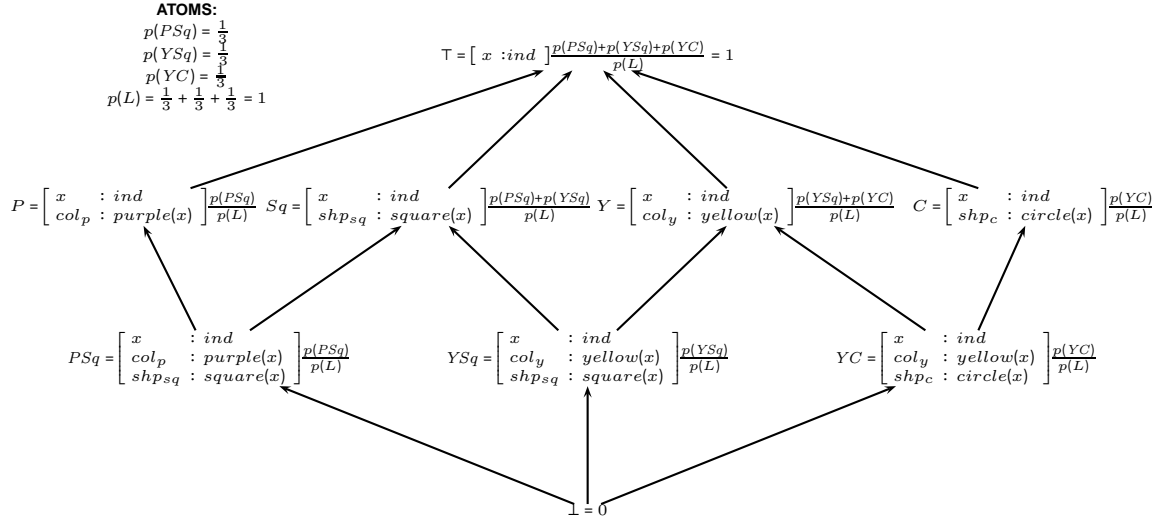 ATOMS:
p(PSq) = 1/3
p(YSq) = 1/3
p(YC) = 1/3
p(L) = 1/3 + 1/3 + 1/3 = 1
⊤ = [ x : ind ] p(PSq)+p(YSq)+p(YC) / p(L) = 1
P = [ x : ind
col_p : purple(x) ] p(PSq) / p(L)
Sq = [ x : ind
shp_sq : square(x) ] p(PSq)+p(YSq) / p(L)
Y = [ x : ind
col_y : yellow(x) ] p(YSq)+p(YC) / p(L)
C = [ x : ind
shp_c : circle(x) ] p(YC) / p(L)
PSq = [ x : ind
col_p : purple(x)
shp_sq : square(x) ] p(PSq) / p(L)
YSq = [ x : ind
col_y : yellow(x)
shp_sq : square(x) ] p(YSq) / p(L)
YC = [ x : ind
col_y : yellow(x)
shp_c : circle(x) ] p(YC) / p(L)
⊥ = 0